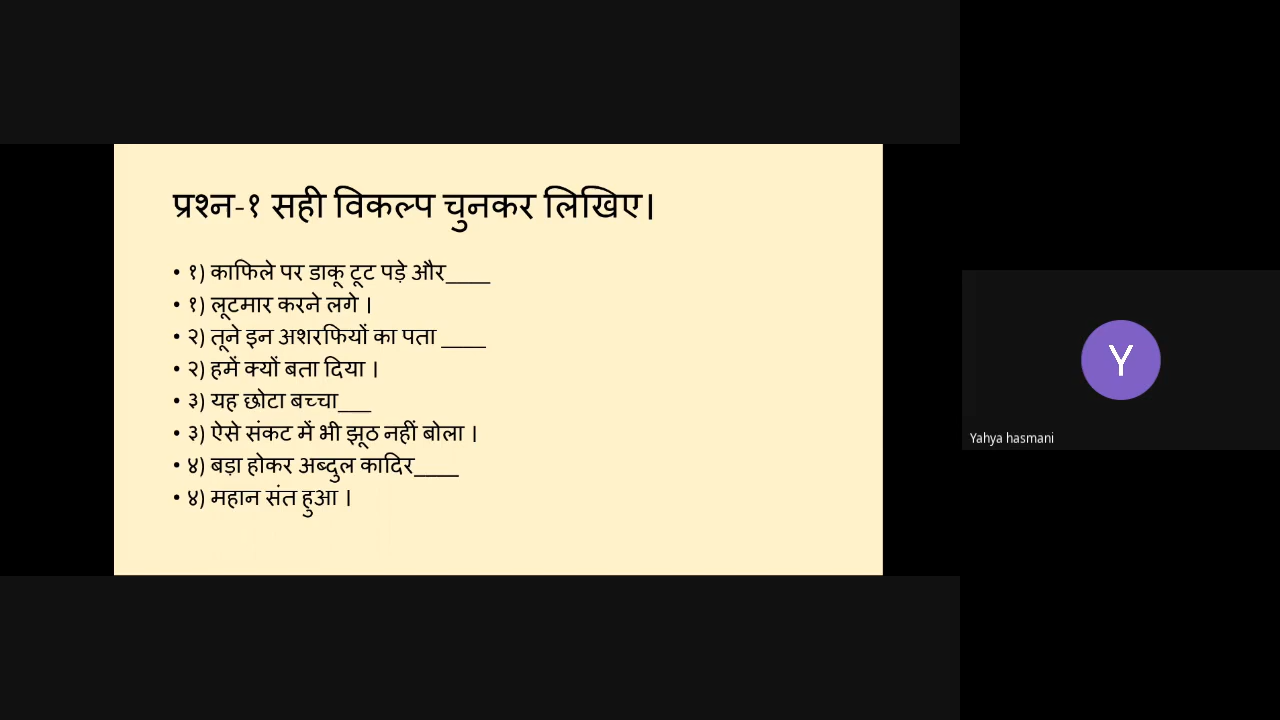 प्रश्न-१ सही विकल्प चुनकर लिखिए।
• १) काफिले पर डाकू टूट पड़े और____
• १) लूटमार करने लगे ।
• २) तूने इन अशरफियों का पता ____
• २) हमें क्यों बता दिया ।
• ३) यह छोटा बच्चा___
• ३) ऐसे संकट में भी झूठ नहीं बोला ।
• ४) बड़ा होकर अब्दुल कादिर____
• ४) महान संत हुआ ।
Y
Yahya hasmani